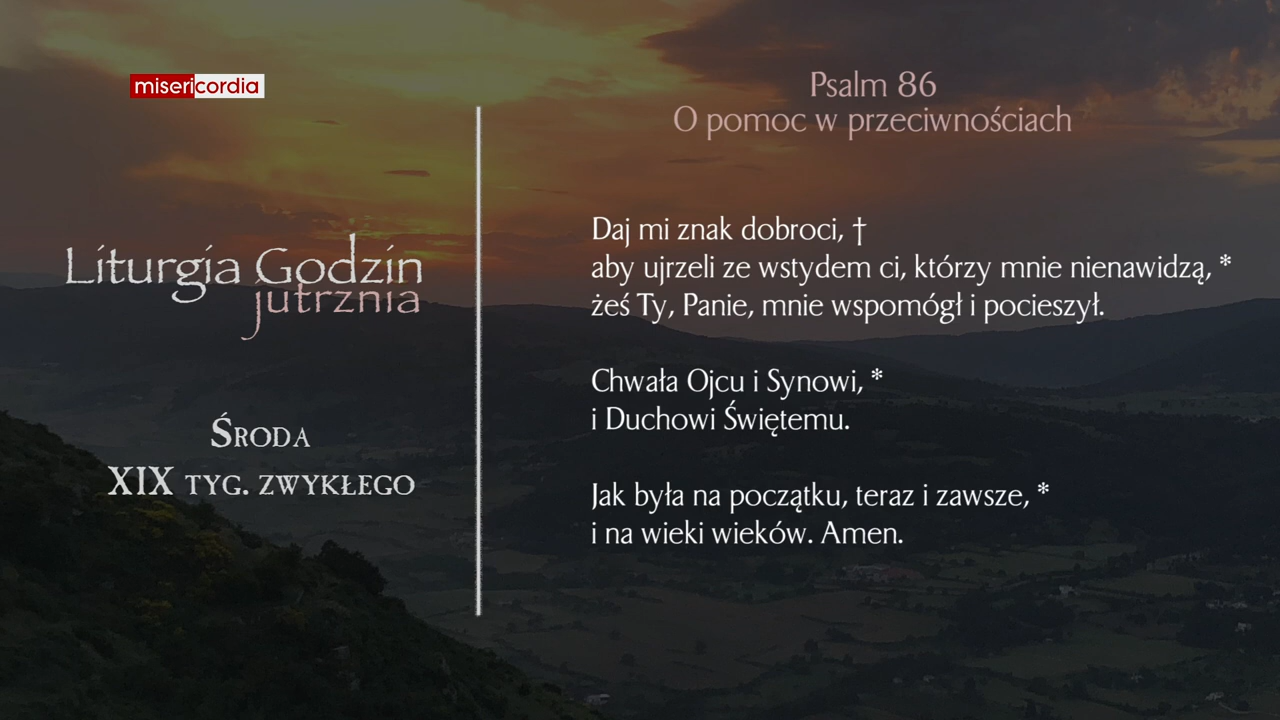 misericordia
Liturgia Godzin
jutrznia
Środa
XIX tyg. zwykłego
Psalm 86
O pomoc w przeciwnościach
Daj mi znak dobroci, †
aby ujrzeli ze wstydem ci, którzy mnie nienawidzą, *
żeś Ty, Panie, mnie wspomógł i pocieszył.
Chwała Ojcu i Synowi, *
i Duchowi Świętemu.
Jak była na początku, teraz i zawsze, *
i na wieki wieków. Amen.